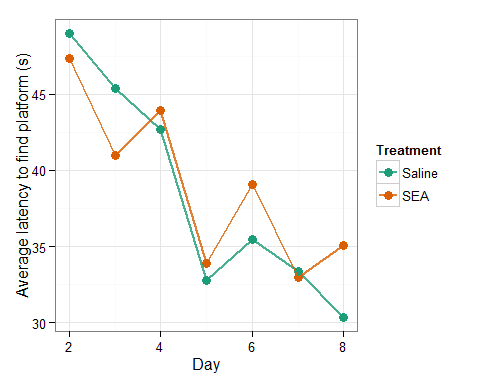 Average latency to find platform (s)
45
40
35
30
2 4 6 8
Day
Treatment
Saline
SEA